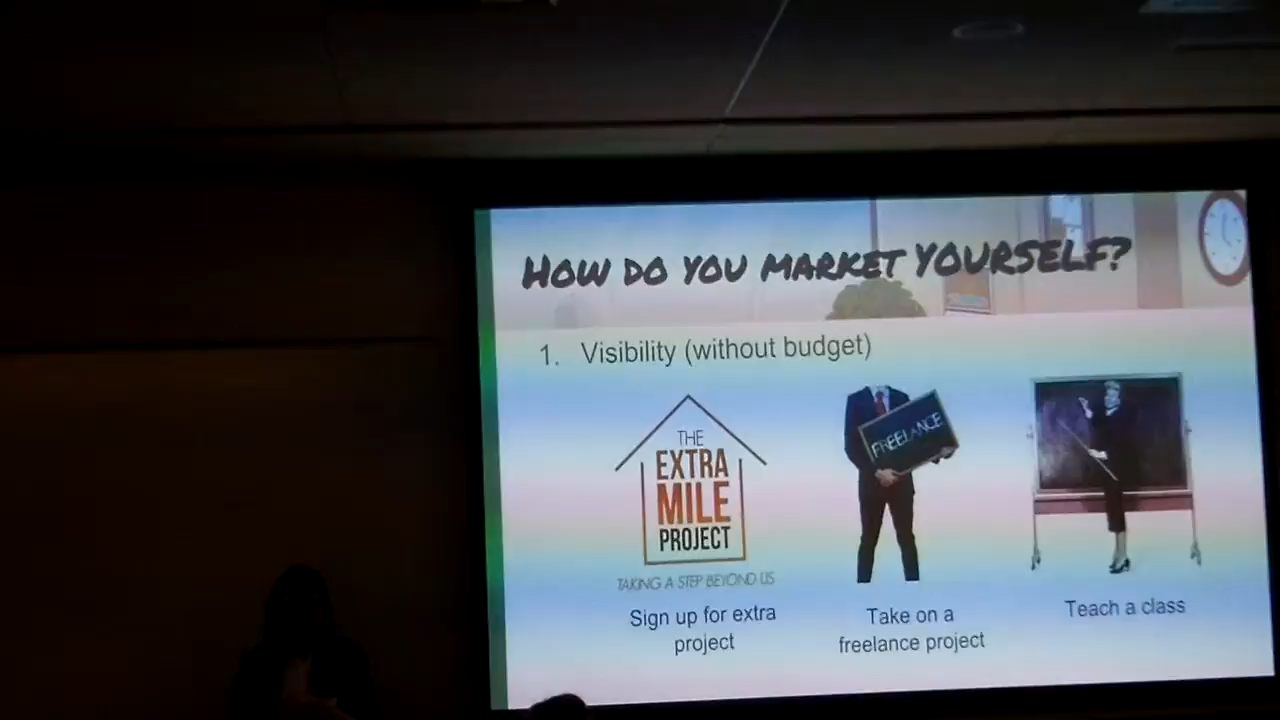 HOW DO YOU MARKET YOURSELF?
1. Visibility (without budget)
THE
EXTRA
MILE
PROJECT
TAKING A STEP BEYOND US
Sign up for extra
project
FREELANCE
Take on a
freelance project
Teach a class